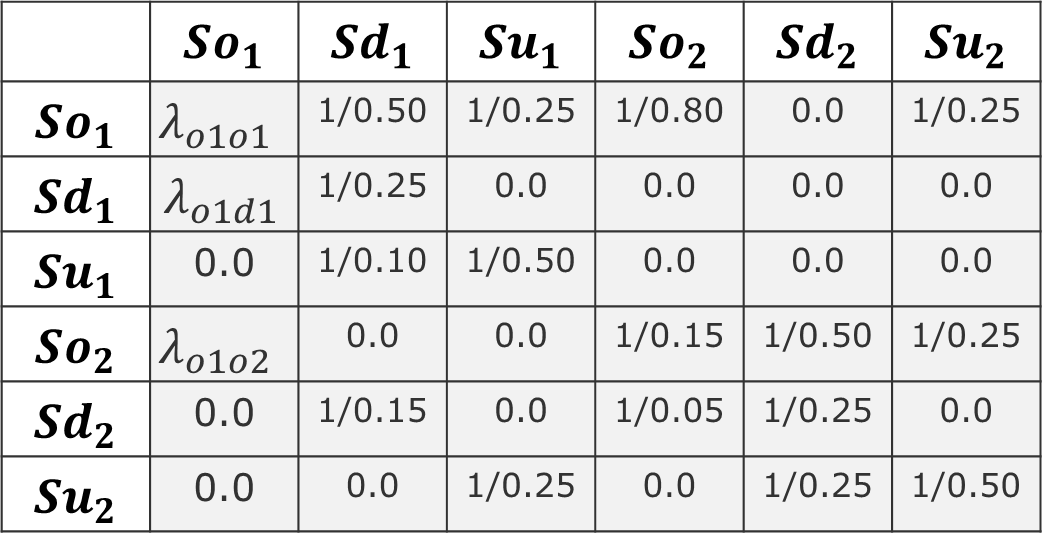 So₁ Sd₁ Su₁ So₂ Sd₂ Su₂
So₁ λₒ₁ₒ₁ 1/0.50 1/0.25 1/0.80 0.0 1/0.25
Sd₁ λₒ₁d₁ 1/0.25 0.0 0.0 0.0 0.0
Su₁ 0.0 1/0.10 1/0.50 0.0 0.0 0.0
So₂ λₒ₁ₒ₂ 0.0 0.0 1/0.15 1/0.50 1/0.25
Sd₂ 0.0 1/0.15 0.0 1/0.05 1/0.25 0.0
Su₂ 0.0 0.0 1/0.25 0.0 1/0.25 1/0.50